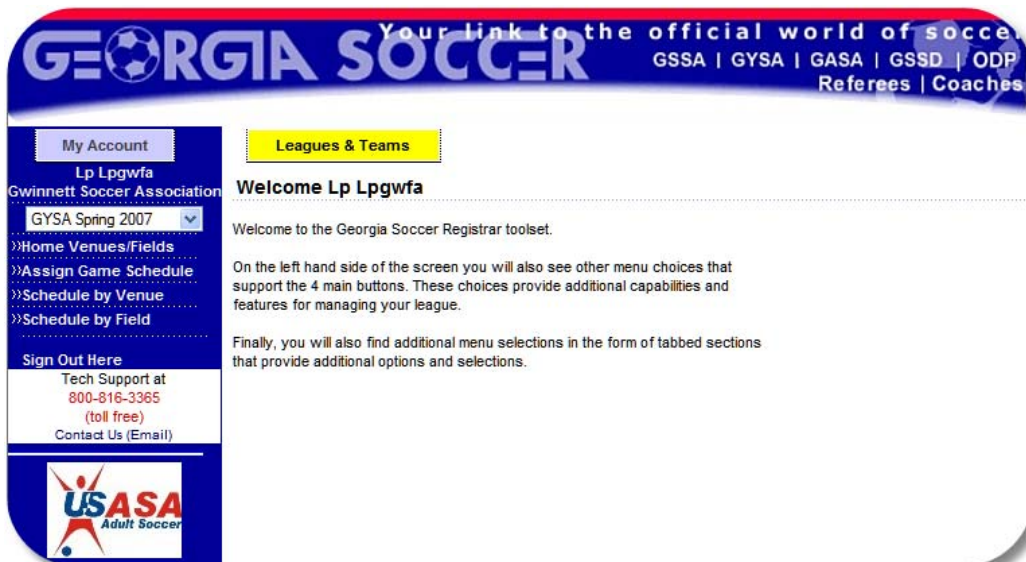 GEORGIA SOCCER
Your link to the official world of soccer
GSSA | GYSA | GASA | GSSD | ODP
Referees | Coaches
My Account
Lp Lpgwfa
Gwinnett Soccer Association
GYSA Spring 2007
»Home Venues/Fields
»Assign Game Schedule
»Schedule by Venue
»Schedule by Field
Sign Out Here
Tech Support at
800-816-3365
(toll free)
Contact Us (Email)
USASA
Adult Soccer
Leagues & Teams
Welcome Lp Lpgwfa
Welcome to the Georgia Soccer Registrar toolset.
On the left hand side of the screen you will also see other menu choices that
support the 4 main buttons. These choices provide additional capabilities and
features for managing your league.
Finally, you will also find additional menu selections in the form of tabbed sections
that provide additional options and selections.